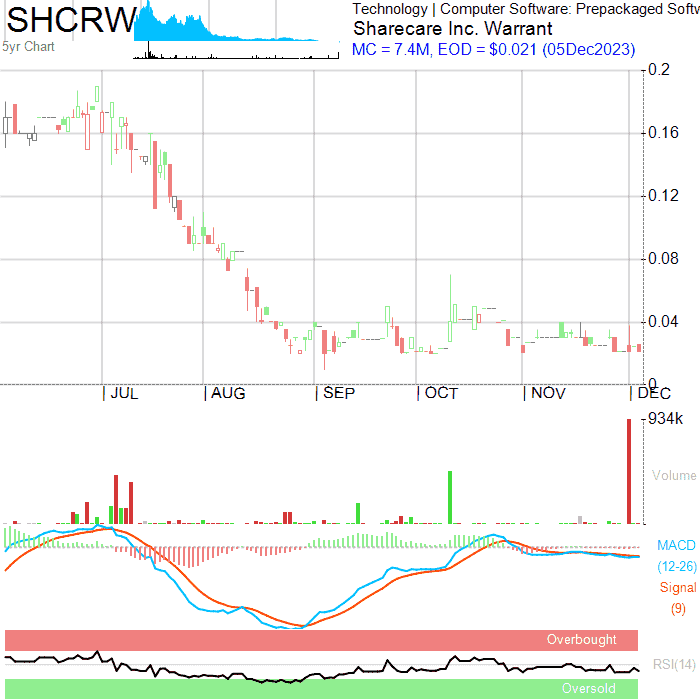 SHCRW
5yr Chart
Technology | Computer Software: Prepackaged Softw
Sharecare Inc. Warrant
MC = 7.4M, EOD = $0.021 (05Dec2023)
0.2
0.16
0.12
0.08
0.04
0
JUL AUG SEP OCT NOV DEC
934k
Volume
MACD
(12-26)
Signal
(9)
Overbought
RSI(14)
Oversold